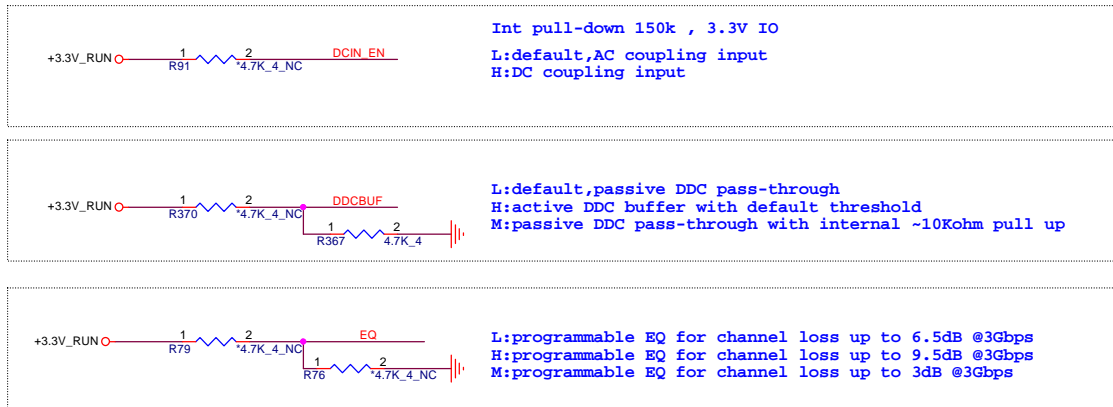 Int pull-down 150k , 3.3V IO
+3.3V_RUN 1 2 DCIN_EN
R91 *4.7K_4_NC
L:default,AC coupling input
H:DC coupling input
+3.3V_RUN 1 2 DDCBUF
R370 *4.7K_4_NC
1 2
R367 4.7K_4
L:default,passive DDC pass-through
H:active DDC buffer with default threshold
M:passive DDC pass-through with internal ~10Kohm pull up
+3.3V_RUN 1 2 EQ
R79 *4.7K_4_NC
1 2
R76 *4.7K_4_NC
L:programmable EQ for channel loss up to 6.5dB @3Gbps
H:programmable EQ for channel loss up to 9.5dB @3Gbps
M:programmable EQ for channel loss up to 3dB @3Gbps